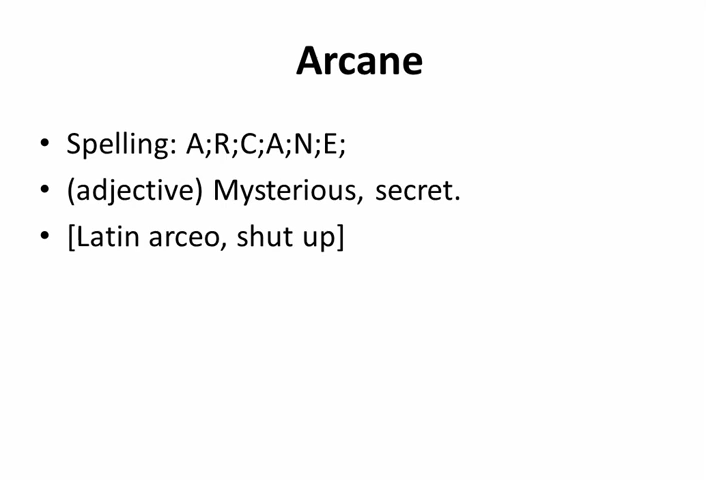 Arcane
• Spelling: A;R;C;A;N;E;
• (adjective) Mysterious, secret.
• [Latin arceo, shut up]